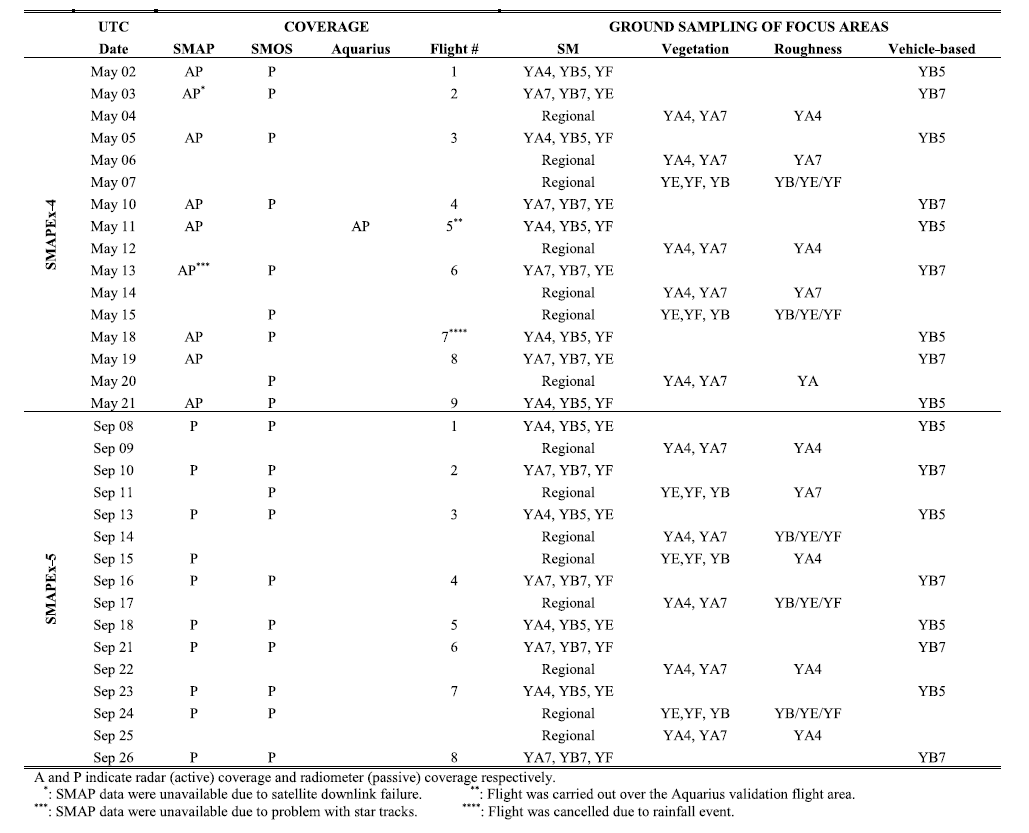 UTC COVERAGE GROUND SAMPLING OF FOCUS AREAS
Date SMAP SMOS Aquarius Flight # SM Vegetation Roughness Vehicle-based
SMAPEx-4
May 02 AP P 1 YA4, YB5, YF YB5
May 03 AP* P 2 YA7, YB7, YE YB7
May 04 Regional YA4, YA7 YA4
May 05 AP P 3 YA4, YB5, YF YB5
May 06 Regional YA4, YA7 YA7
May 07 Regional YE,YF, YB YB/YE/YF
May 10 AP P 4 YA7, YB7, YE YB7
May 11 AP AP 5** YA4, YB5, YF YB5
May 12 Regional YA4, YA7 YA4
May 13 AP*** P 6 YA7, YB7, YE YB7
May 14 Regional YA4, YA7 YA7
May 15 P Regional YE,YF, YB YB/YE/YF
May 18 AP P 7**** YA4, YB5, YF YB5
May 19 AP 8 YA7, YB7, YE YB7
May 20 P Regional YA4, YA7 YA
May 21 AP P 9 YA4, YB5, YF YB5
SMAPEx-5
Sep 08 P P 1 YA4, YB5, YE YB5
Sep 09 Regional YA4, YA7 YA4
Sep 10 P P 2 YA7, YB7, YF YB7
Sep 11 P Regional YE,YF, YB YA7
Sep 13 P P 3 YA4, YB5, YE YB5
Sep 14 Regional YA4, YA7 YB/YE/YF
Sep 15 P Regional YE,YF, YB YA4
Sep 16 P P 4 YA7, YB7, YF YB7
Sep 17 Regional YA4, YA7 YB/YE/YF
Sep 18 P P 5 YA4, YB5, YE YB5
Sep 21 P P 6 YA7, YB7, YF YB7
Sep 22 Regional YA4, YA7 YA4
Sep 23 P P 7 YA4, YB5, YE YB5
Sep 24 P P Regional YE,YF, YB YB/YE/YF
Sep 25 Regional YA4, YA7 YA4
Sep 26 P P 8 YA7, YB7, YF YB7
A and P indicate radar (active) coverage and radiometer (passive) coverage respectively.
*: SMAP data were unavailable due to satellite downlink failure. **: Flight was carried out over the Aquarius validation flight area.
***: SMAP data were unavailable due to problem with star tracks. ****: Flight was cancelled due to rainfall event.